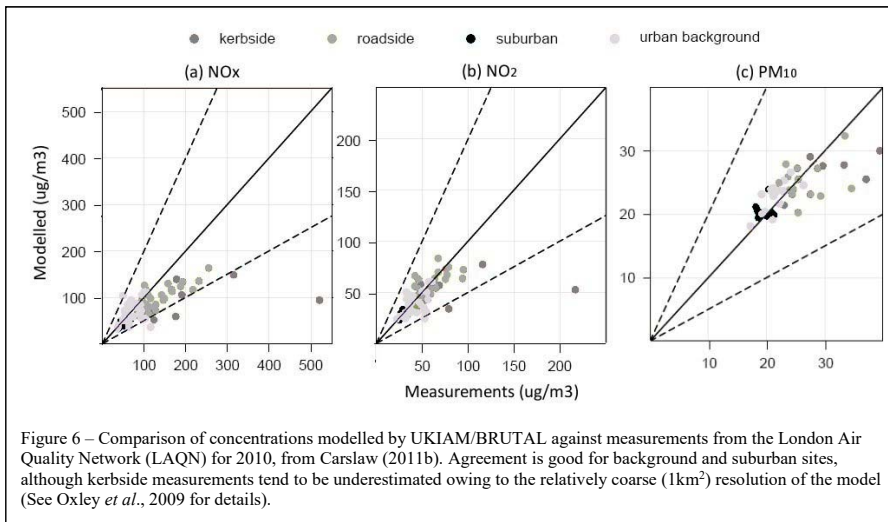 kerbside roadside suburban urban background
(a) NOx (b) NO2 (c) PM10
Modelled (ug/m3)
500
400
300
200
100
100 200 300 400 500
200
150
100
50
50 100 150 200
30
20
10
10 20 30
Measurements (ug/m3)
Figure 6 – Comparison of concentrations modelled by UKIAM/BRUTAL against measurements from the London Air
Quality Network (LAQN) for 2010, from Carslaw (2011b). Agreement is good for background and suburban sites,
although kerbside measurements tend to be underestimated owing to the relatively coarse (1km²) resolution of the model
(See Oxley et al., 2009 for details).